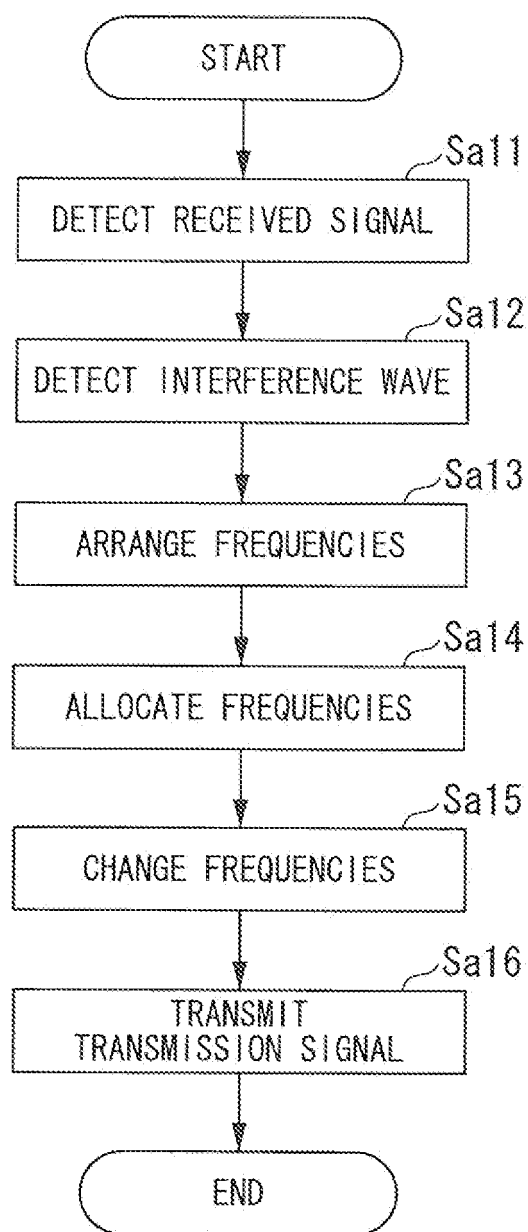 START
Sa11
DETECT RECEIVED SIGNAL
Sa12
DETECT INTERFERENCE WAVE
Sa13
ARRANGE FREQUENCIES
Sa14
ALLOCATE FREQUENCIES
Sa15
CHANGE FREQUENCIES
Sa16
TRANSMIT
TRANSMISSION SIGNAL
END